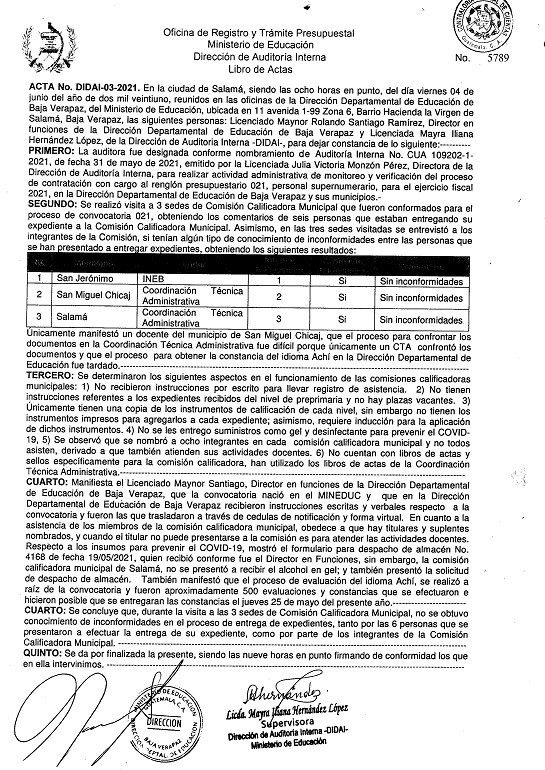 Oficina de Registro y Trámite Presupuestal
Ministerio de Educación
Dirección de Auditoría Interna
Libro de Actas
No. 5789
ACTA No. DIDAI-03-2021. En la ciudad de Salamá, siendo las ocho horas en punto, del día viernes 04 de
junio del año de mil veintiuno, reunidos en las oficinas de la Dirección Departamental de Educación de
Baja Verapaz, del Ministerio de Educación, ubicada en 11 avenida 1-99 Zona 6, Barrio Hacienda la Virgen de
Salamá, Baja Verapaz, las siguientes personas: Licenciado Maynor Rolando Santiago Ramírez, Director en
funciones de la Dirección Departamental de Educación de Baja Verapaz y Licenciada Mayra Iliana
Hernández López, de la Dirección de Auditoría Interna -DIDAI-, para dejar constancia de lo siguiente:----------
PRIMERO: La auditora fue designada conforme nombramiento de Auditoría Interna No. CUA 109202-1-
2021, de fecha 31 de mayo de 2021, emitido por la Licenciada Julia Victoria Monzón Pérez, Directora de la
Dirección de Auditoría Interna, para realizar actividad administrativa de monitoreo y verificación del proceso
de contratación con cargo al renglón presupuestario 021, personal supernumerario, para el ejercicio fiscal
2021, en la Dirección Departamental de Educación de Baja Verapaz y sus municipios.-
SEGUNDO: Se realizó visita a 3 sedes de Comisión Calificadora Municipal que fueron conformados para el
proceso de convocatoria 021, obteniendo los comentarios de seis personas que estaban entregando su
expediente a la Comisión Calificadora Municipal. Asimismo, en las tres sedes visitadas se entrevistó a los
integrantes de la Comisión, si tenían algún tipo de conocimiento de inconformidades entre las personas que
se han presentado a entregar expedientes, obteniendo los siguientes resultados:
1 San Jerónimo INEB 1 Si Sin inconformidades
2 San Miguel Chicaj Coordinación Técnica Administrativa 2 Si Sin inconformidades
3 Salamá Coordinación Técnica Administrativa 3 Si Sin inconformidades
Únicamente manifestó un docente del municipio de San Miguel Chicaj, que el proceso para confrontar los
documentos en la Coordinación Técnica Administrativa fue difícil porque únicamente un CTA confrontó los
documentos y que el proceso para obtener la constancia del idioma Achí en la Dirección Departamental de
Educación fue tardado.-----------------------------------------------------------------
TERCERO: Se determinaron los siguientes aspectos en el funcionamiento de las comisiones calificadoras
municipales: 1) No recibieron instrucciones por escrito para llevar registro de asistencia. 2) No tienen
instrucciones referentes a los expedientes recibidos del nivel de preprimaria y no hay plazas vacantes. 3)
Únicamente tienen una copia de los instrumentos de calificación de cada nivel, sin embargo no tienen los
instrumentos impresos para agregarlos a cada expediente; asimismo, requiere inducción para la aplicación
de dichos instrumentos. 4) No se les entrego suministros como gel y desinfectante para prevenir el COVID-
19, 5) Se observó que se nombró a ocho integrantes en cada comisión calificadora municipal y no todos
asisten, derivado a que también atienden sus actividades docentes. 6) No cuentan con libros de actas y
sellos específicamente para la comisión calificadora, han utilizado los libros de actas de la Coordinación
Técnica Administrativa.-----------------------------------------------------------------
CUARTO: Manifiesta el Licenciado Maynor Santiago, Director en funciones de la Dirección Departamental
de Educación de Baja Verapaz, que la convocatoria nació en el MINEDUC y que en la Dirección
Departamental de Educación de Baja Verapaz recibieron instrucciones escritas y verbales respecto a la
convocatoria y fueron las que trasladaron a través de cedulas de notificación y forma virtual. En cuanto a la
asistencia de los miembros de la comisión calificadora municipal, obedece a que hay titulares y suplentes
nombrados, y cuando el titular no puede presentarse a la comisión es para atender las actividades docentes.
Respecto a los insumos para prevenir el COVID-19, mostró el formulario para despacho de almacén No.
4168 de fecha 19/05/2021, quien recibió conforme fue el Director en Funciones, sin embargo, la comisión
calificadora municipal de Salamá, no se presentó a recibir el alcohol en gel; y también presentó la solicitud
de despacho de almacén. También manifestó que el proceso de evaluación del idioma Achí, se realizó a
raíz de la convocatoria y fueron aproximadamente 500 evaluaciones y constancias que se efectuaron e
hicieron posible que se entregaran las constancias el jueves 25 de mayo del presente año.---------------
CUARTO: Se concluye que, durante la visita a las 3 sedes de Comisión Calificadora Municipal, no se obtuvo
conocimiento de inconformidades en el proceso de entrega de expedientes, tanto por las 6 personas que se
presentaron a efectuar la entrega de su expediente, como por parte de los integrantes de la Comisión
Calificadora Municipal. -----------------------------------------------------------------
QUINTO: Se da por finalizada la presente, siendo las nueve horas en punto firmando de conformidad los que
en ella intervinimos. -----------------------------------------------------------------
MINISTERIO DE EDUCACIÓN
GUATEMALA, C.A.
DIRECCION
BAJA VERAPAZ
Licda. Mayra Iliana Hernández López
Supervisora
Dirección de Auditoría Interna -DIDAI-
Ministerio de Educación